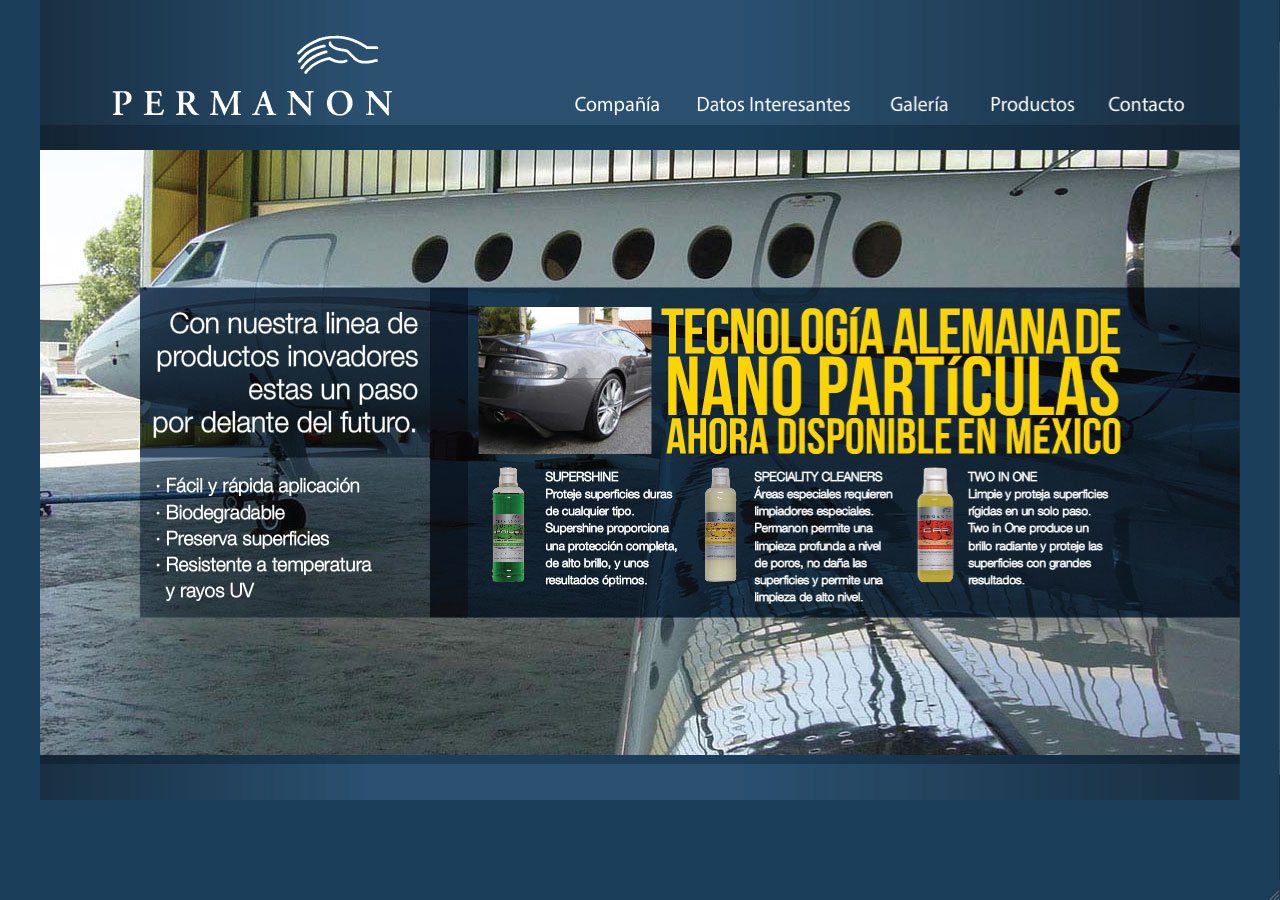 PERMANON
Compañía Datos Interesantes Galería Productos Contacto
Con nuestra linea de
productos inovadores
estas un paso
por delante del futuro.
· Fácil y rápida aplicación
· Biodegradable
· Preserva superficies
· Resistente a temperatura
y rayos UV
TECNOLOGíA ALEMANA DE
NANO PARTíCULAS
AHORA DISPONIBLE EN MéXICO
SUPERSHINE
Proteje superficies duras
de cualquier tipo.
Supershine proporciona
una protección completa,
de alto brillo, y unos
resultados óptimos.
SPECIALITY CLEANERS
Áreas especiales requieren
limpiadores especiales.
Permanon permite una
limpieza profunda a nivel
de poros, no daña las
superficies y permite una
limpieza de alto nivel.
TWO IN ONE
Limpie y proteja superficies
rígidas en un solo paso.
Two in One produce un
brillo radiante y proteje las
superficies con grandes
resultados.